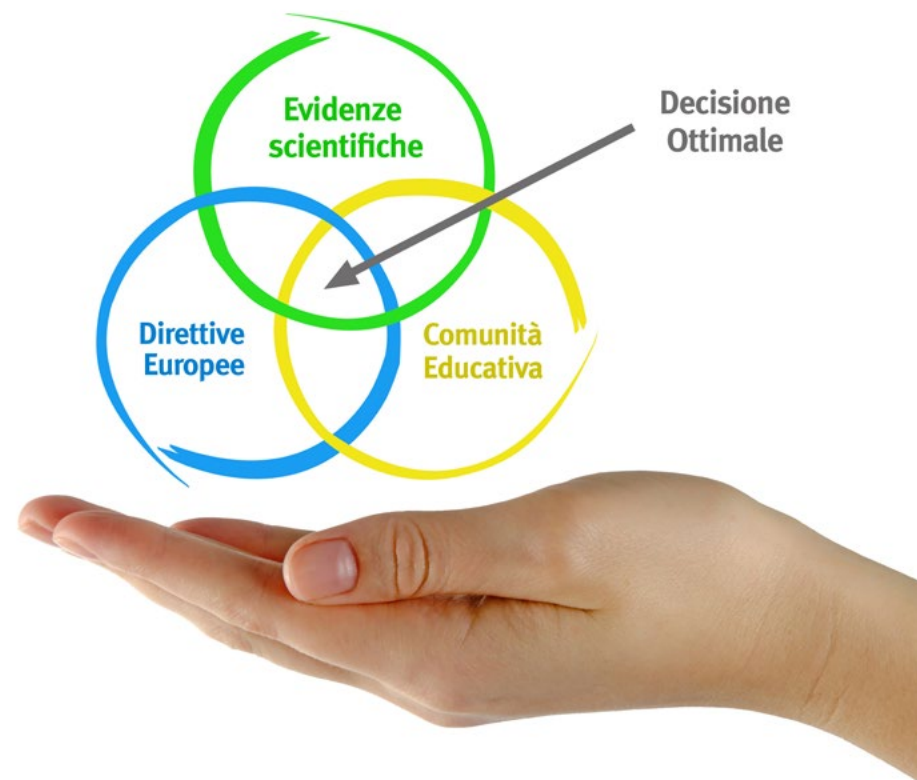 Evidenze
scientifiche
Decisione
Ottimale
Direttive
Europee
Comunità
Educativa